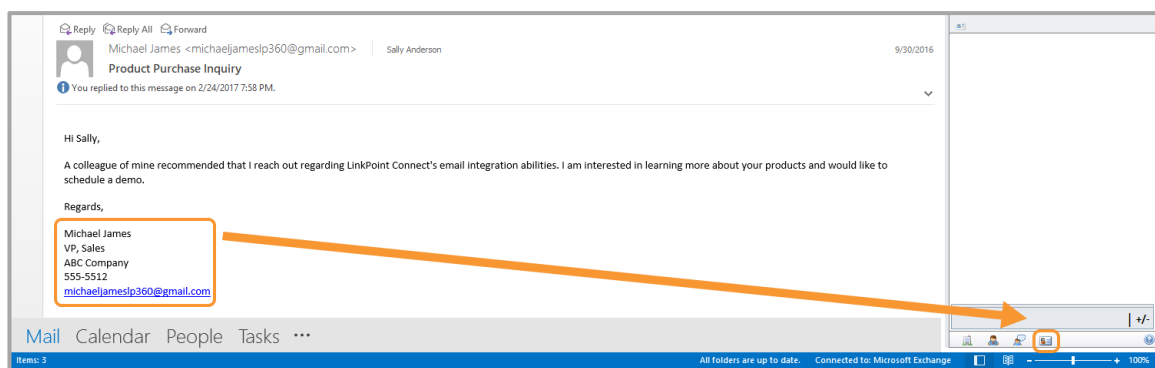 Reply Reply All Forward
Michael James <michaeljameslp360@gmail.com> Sally Anderson 9/30/2016
Product Purchase Inquiry
You replied to this message on 2/24/2017 7:58 PM.
Hi Sally,
A colleague of mine recommended that I reach out regarding LinkPoint Connect's email integration abilities. I am interested in learning more about your products and would like to
schedule a demo.
Regards,
Michael James
VP, Sales
ABC Company
555-5512
michaeljameslp360@gmail.com
+/-
Mail Calendar People Tasks ···
Items: 3 All folders are up to date. Connected to: Microsoft Exchange - + 100%